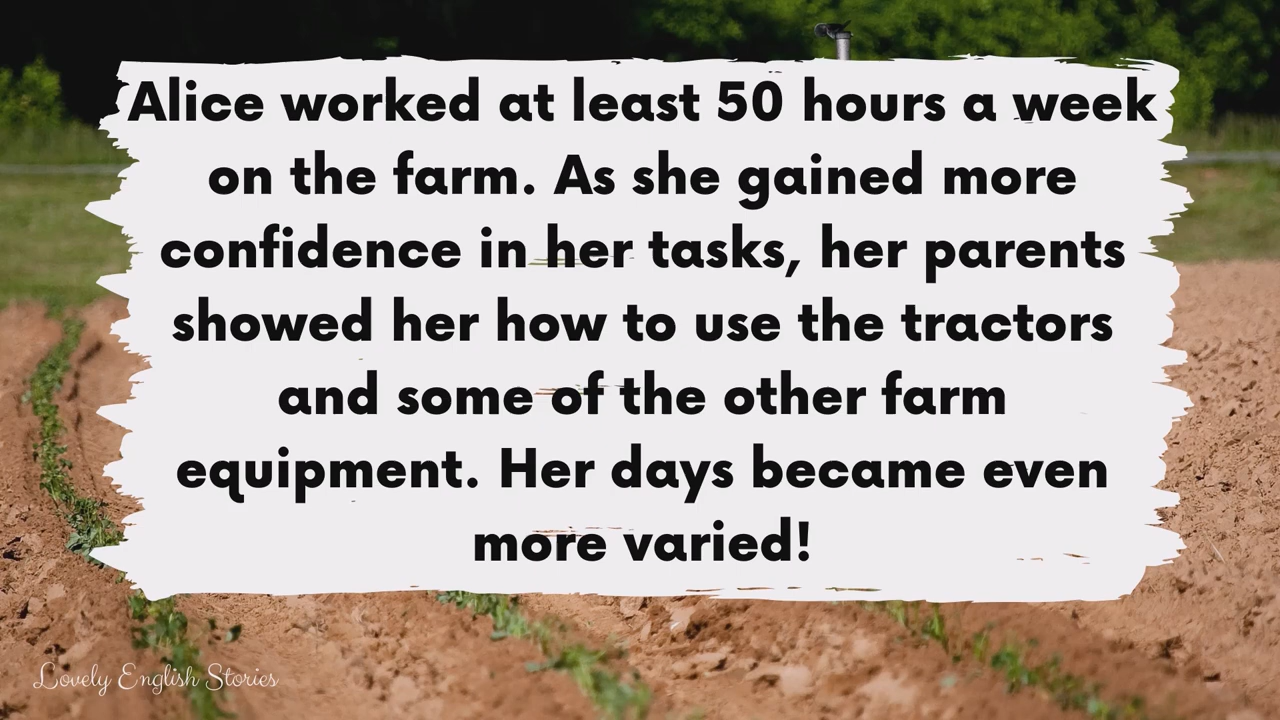 Alice worked at least 50 hours a week
on the farm. As she gained more
confidence in her tasks, her parents
showed her how to use the tractors
and some of the other farm
equipment. Her days became even
more varied!
Lovely English Stories